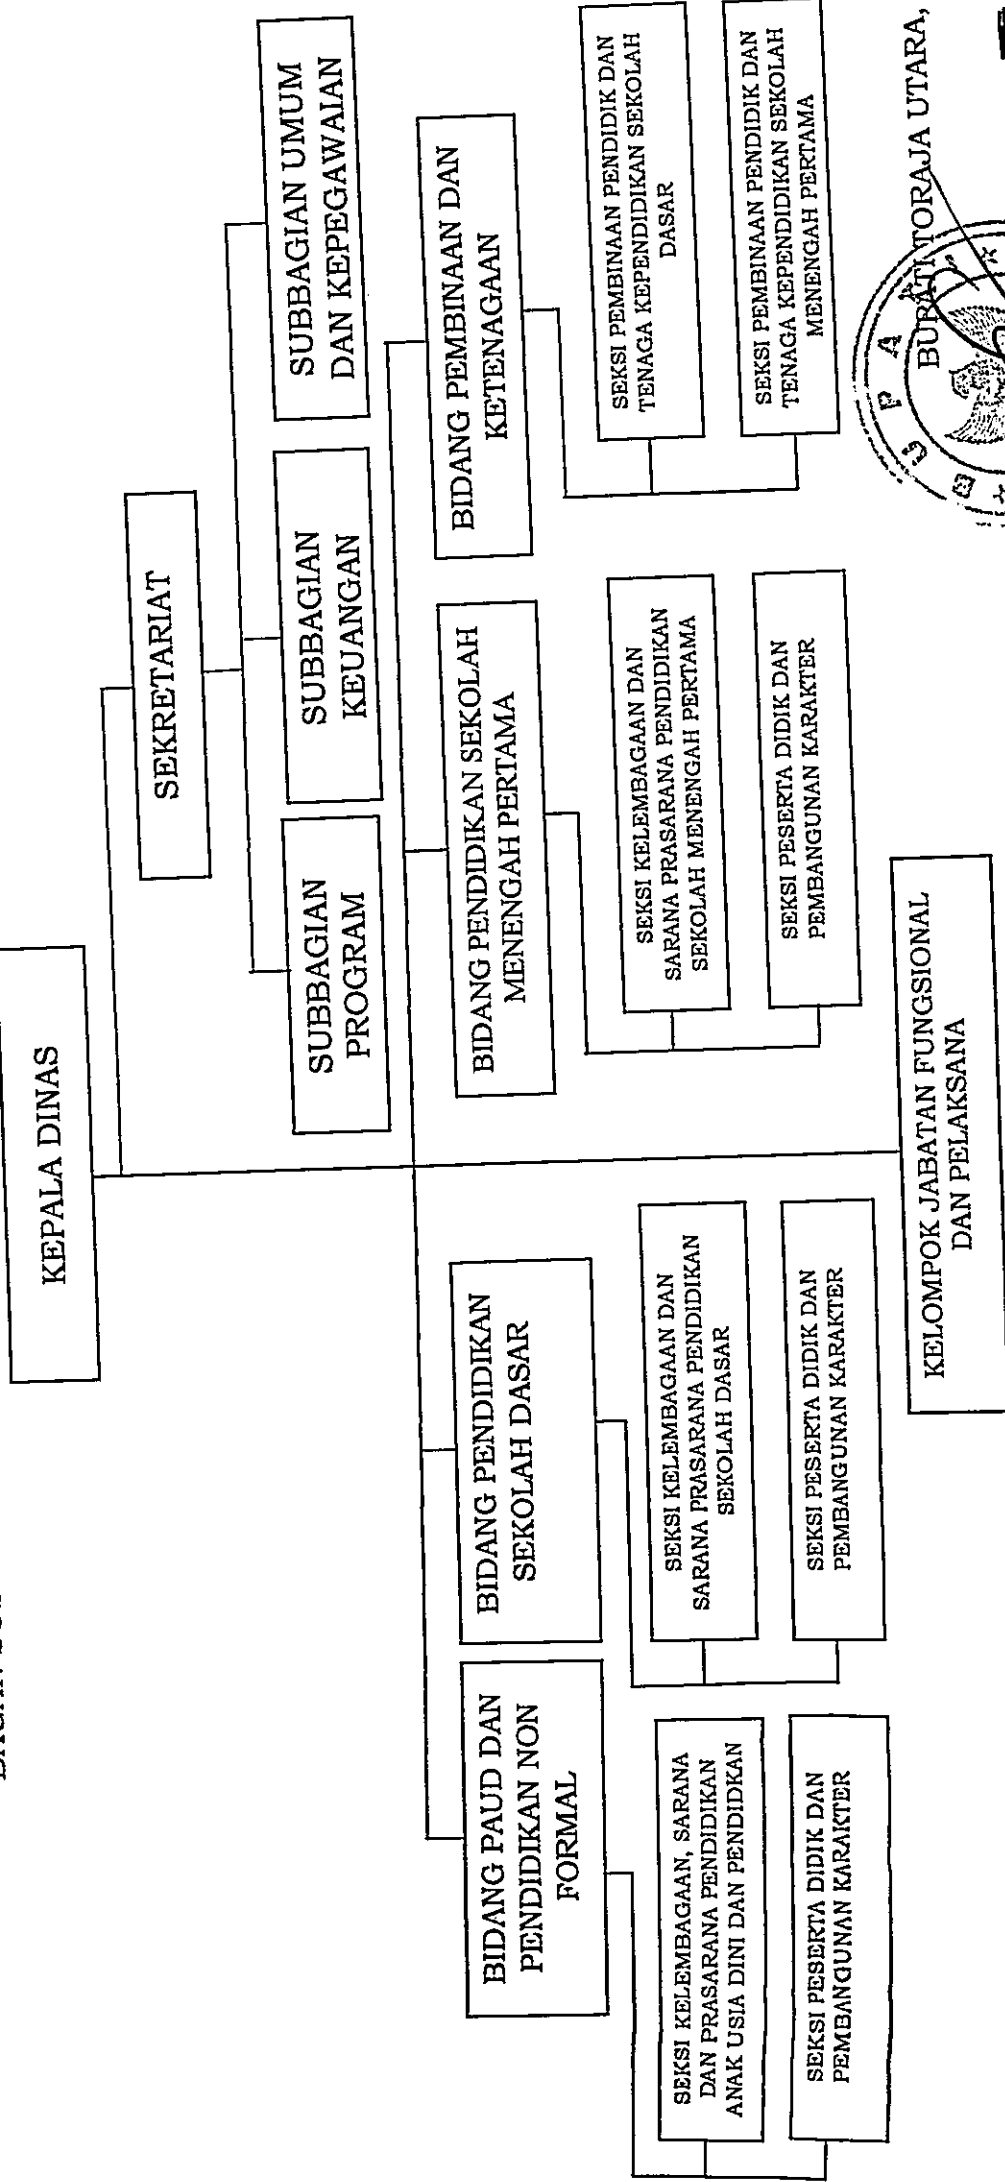 KEPALA DINAS
SEKRETARIAT
SUBBAGIAN
PROGRAM
SUBBAGIAN
KEUANGAN
SUBBAGIAN UMUM
DAN KEPEGAWAIAN
BIDANG PAUD DAN
PENDIDIKAN NON
FORMAL
BIDANG PENDIDIKAN
SEKOLAH DASAR
BIDANG PENDIDIKAN SEKOLAH
MENENGAH PERTAMA
BIDANG PEMBINAAN DAN
KETENAGAAN
SEKSI KELEMBAGAAN, SARANA
DAN PRASARANA PENDIDIKAN
ANAK USIA DINI DAN PENDIDKAN
SEKSI PESERTA DIDIK DAN
PEMBANGUNAN KARAKTER
SEKSI KELEMBAGAAN DAN
SARANA PRASARANA PENDIDIKAN
SEKOLAH DASAR
SEKSI PESERTA DIDIK DAN
PEMBANGUNAN KARAKTER
SEKSI KELEMBAGAAN DAN
SARANA PRASARANA PENDIDIKAN
SEKOLAH MENENGAH PERTAMA
SEKSI PESERTA DIDIK DAN
PEMBANGUNAN KARAKTER
SEKSI PEMBINAAN PENDIDIK DAN
TENAGA KEPENDIDIKAN SEKOLAH
DASAR
SEKSI PEMBINAAN PENDIDIK DAN
TENAGA KEPENDIDIKAN SEKOLAH
MENENGAH PERTAMA
KELOMPOK JABATAN FUNGSIONAL
DAN PELAKSANA
BUPATI TORAJA UTARA,
BUPA